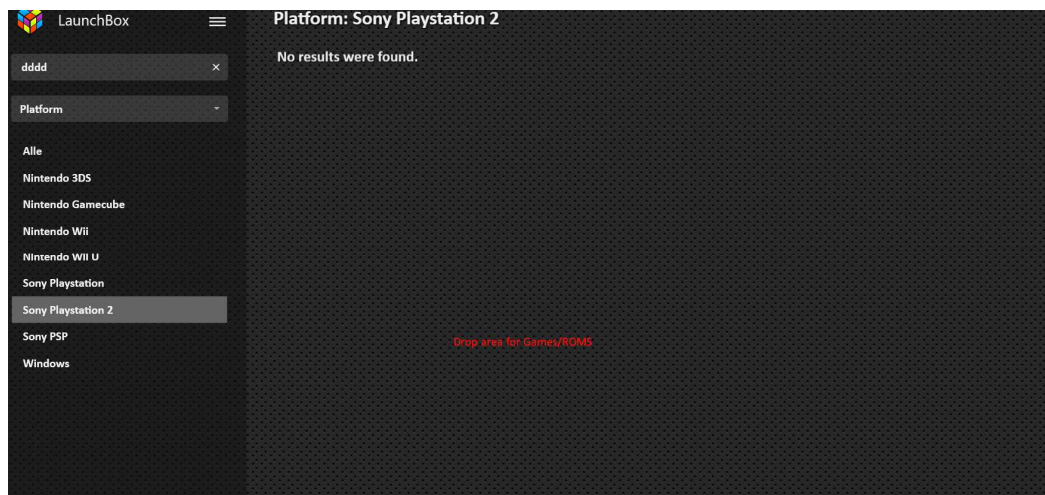 LaunchBox
dddd
Platform
Alle
Nintendo 3DS
Nintendo Gamecube
Nintendo Wii
NIntendo WII U
Sony Playstation
Sony Playstation 2
Sony PSP
Windows
Platform: Sony Playstation 2
No results were found.
Drop area for Games/ROMS